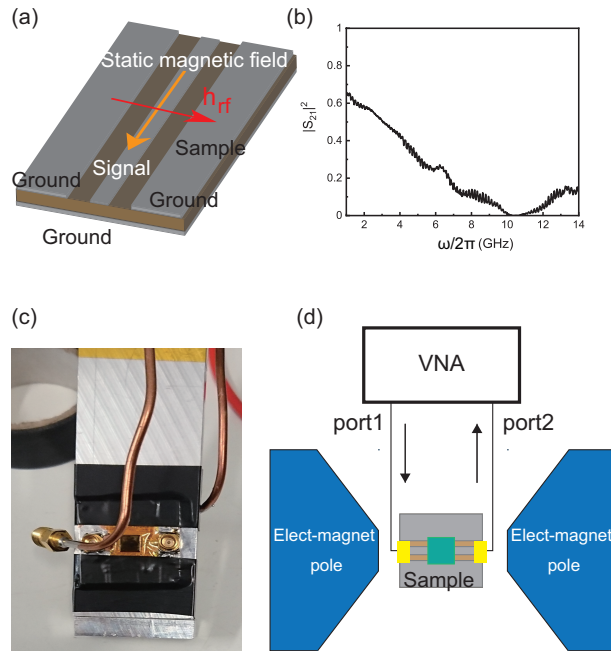 (a)
Static magnetic field
h_rf
Sample
Signal
Ground
Ground
Ground
(b)
1
0.8
0.6
0.4
0.2
0
|S_21|^2
2 4 6 8 10 12 14
ω/2π (GHz)
(c)
(d)
VNA
port1 port2
Elect-magnet
pole
Sample
Elect-magnet
pole